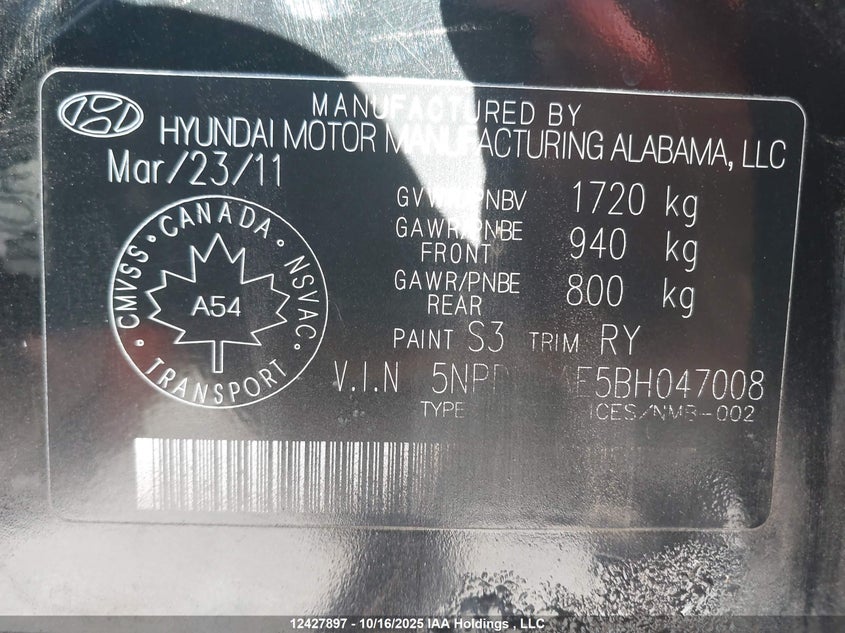 MANUFACTURED BY
HYUNDAI MOTOR MANUFACTURING ALABAMA, LLC
Mar/23/11
GVWR/PNBV 1720 kg
GAWR/PNBE FRONT 940 kg
GAWR/PNBE REAR 800 kg
CANADA
CMVSS · NSVAC
A54
TRANSPORT
PAINT S3 TRIM RY
V.I.N
TYPE ICES/NMB-002
12427897 - 10/16/2025 IAA Holdings , LLC